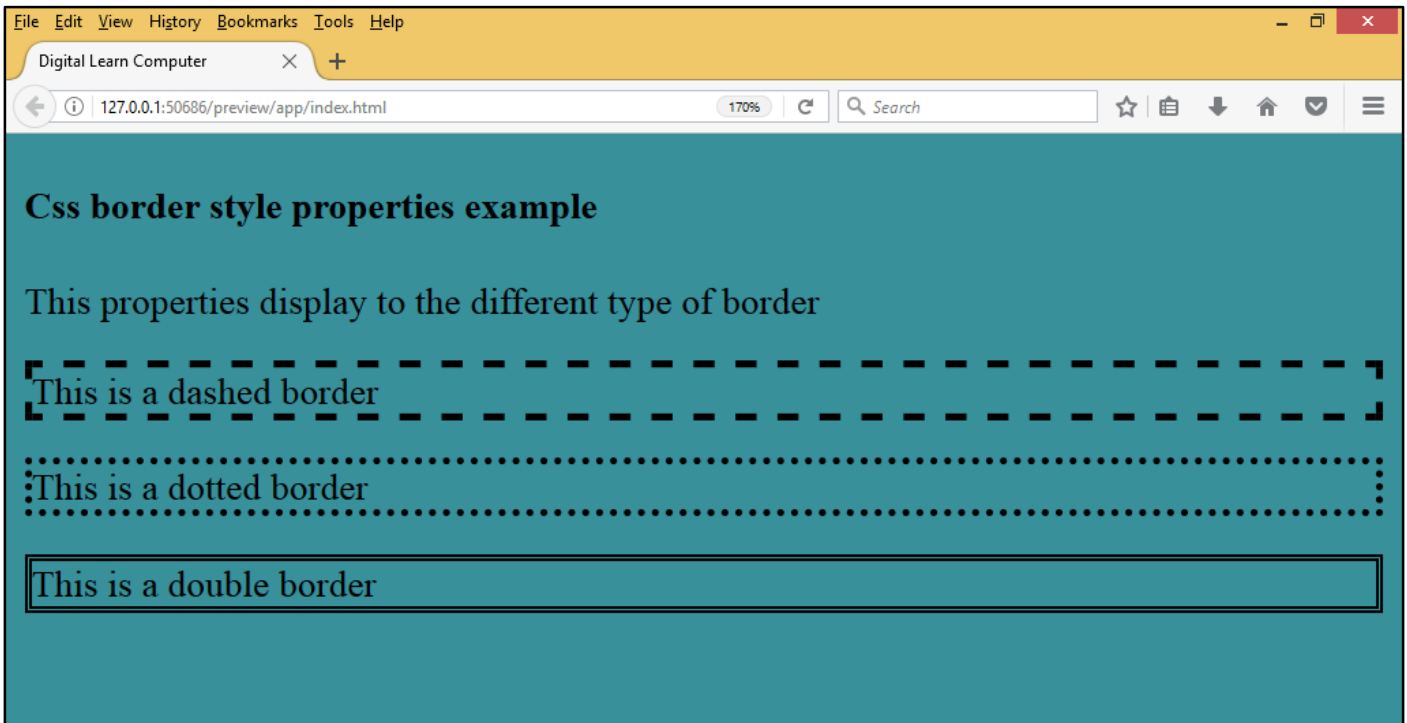 File Edit View History Bookmarks Tools Help
Digital Learn Computer
127.0.0.1:50686/preview/app/index.html 170% Search
Css border style properties example
This properties display to the different type of border
This is a dashed border
This is a dotted border
This is a double border